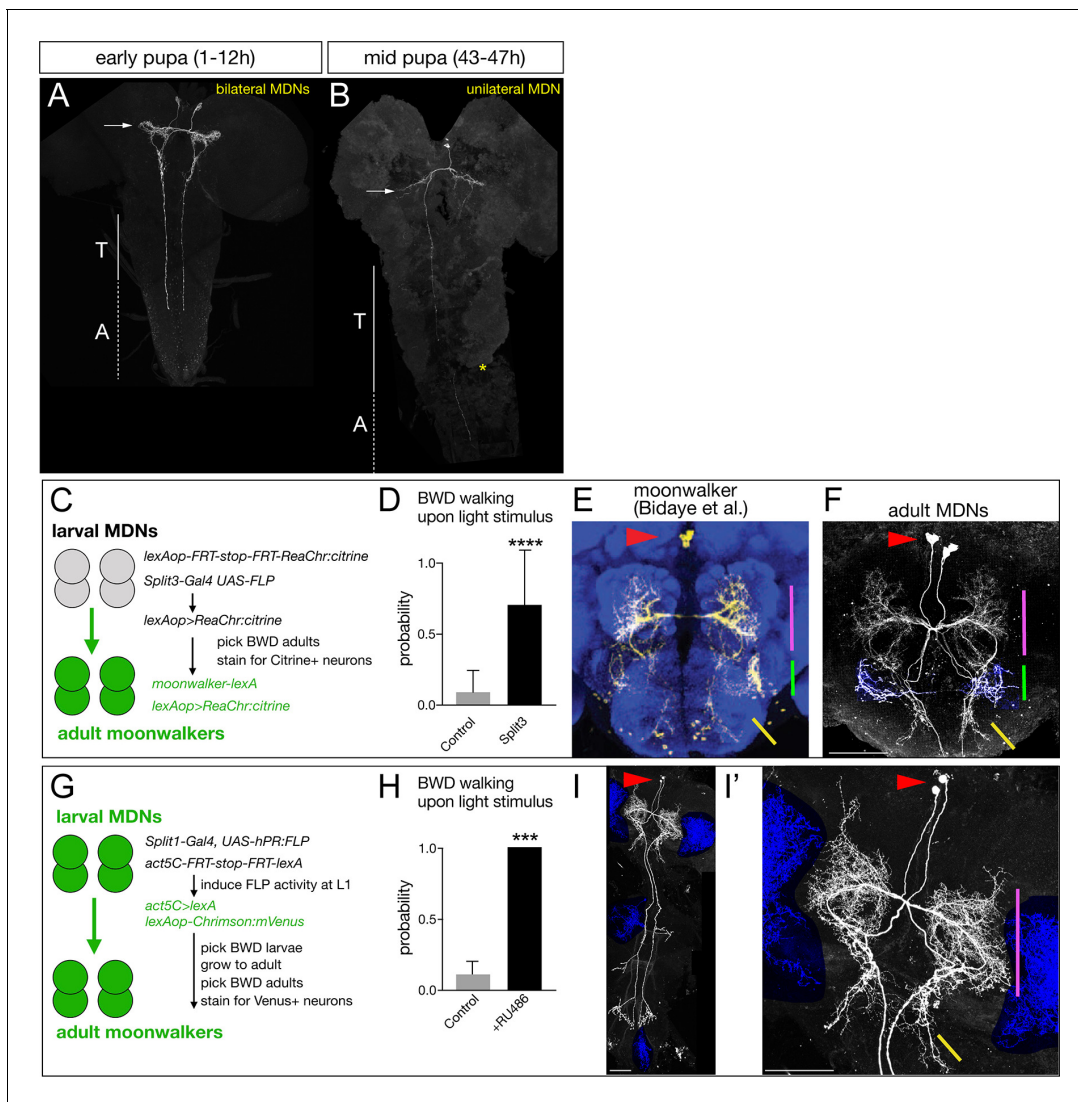 early pupa (1-12h)
mid pupa (43-47h)
A
bilateral MDNs
T
A
B
unilateral MDN
T
*
A
C
larval MDNs
lexAop-FRT-stop-FRT-ReaChr:citrine
Split3-Gal4 UAS-FLP
lexAop>ReaChr:citrine
pick BWD adults
stain for Citrine+ neurons
moonwalker-lexA
lexAop>ReaChr:citrine
adult moonwalkers
D
BWD walking
upon light stimulus
****
1.0
0.5
0.0
probability
Control
Split3
E
moonwalker
(Bidaye et al.)
F
adult MDNs
G
larval MDNs
Split1-Gal4, UAS-hPR:FLP
act5C-FRT-stop-FRT-lexA
induce FLP activity at L1
act5C>lexA
lexAop-Chrimson:mVenus
pick BWD larvae
grow to adult
pick BWD adults
stain for Venus+ neurons
adult moonwalkers
H
BWD walking
upon light stimulus
***
1.0
0.5
0.0
probability
Control
+RU486
I
I'